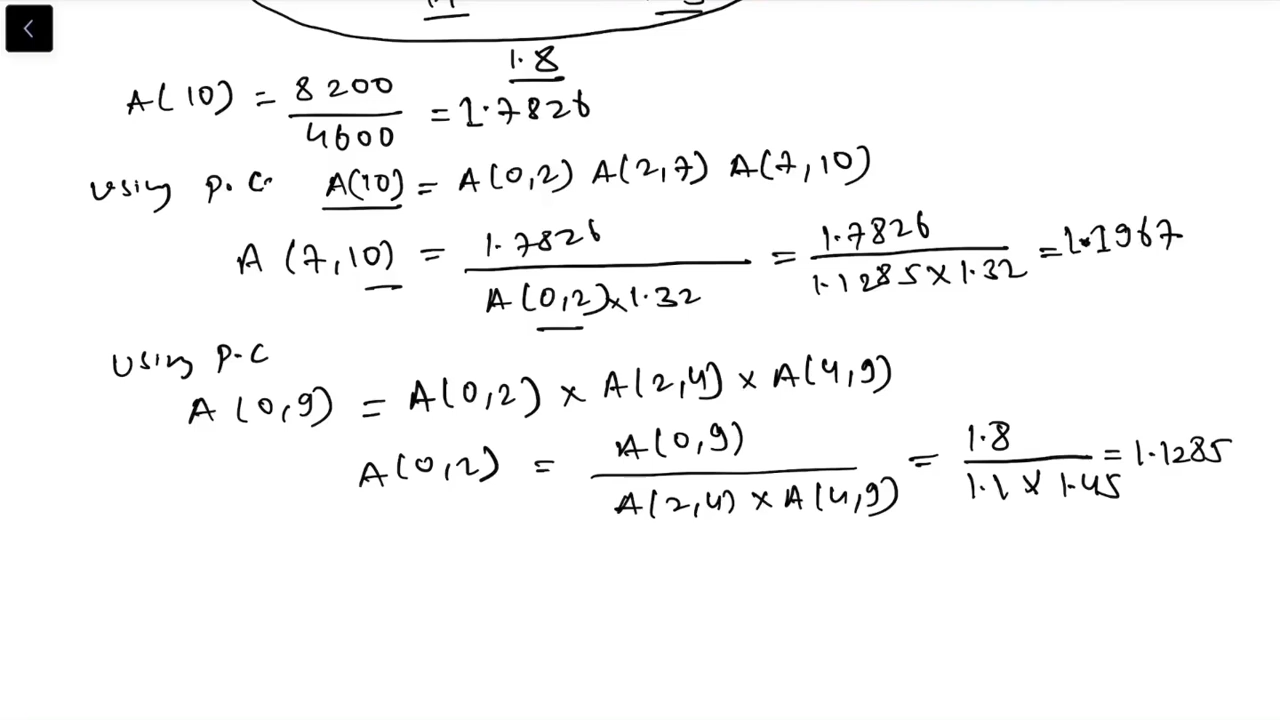 1.8
A(10) = 8200/4600 = 1.7826
Using p.c. A(10) = A(0,2) A(2,7) A(7,10)
A(7,10) = 1.7826/(A(0,2)×1.32) = 1.7826/(1.1285×1.32) = 1.1967
Using p.c
A(0,9) = A(0,2) × A(2,4) × A(4,9)
A(0,2) = A(0,9)/(A(2,4) × A(4,9)) = 1.8/(1.1 × 1.45) = 1.1285